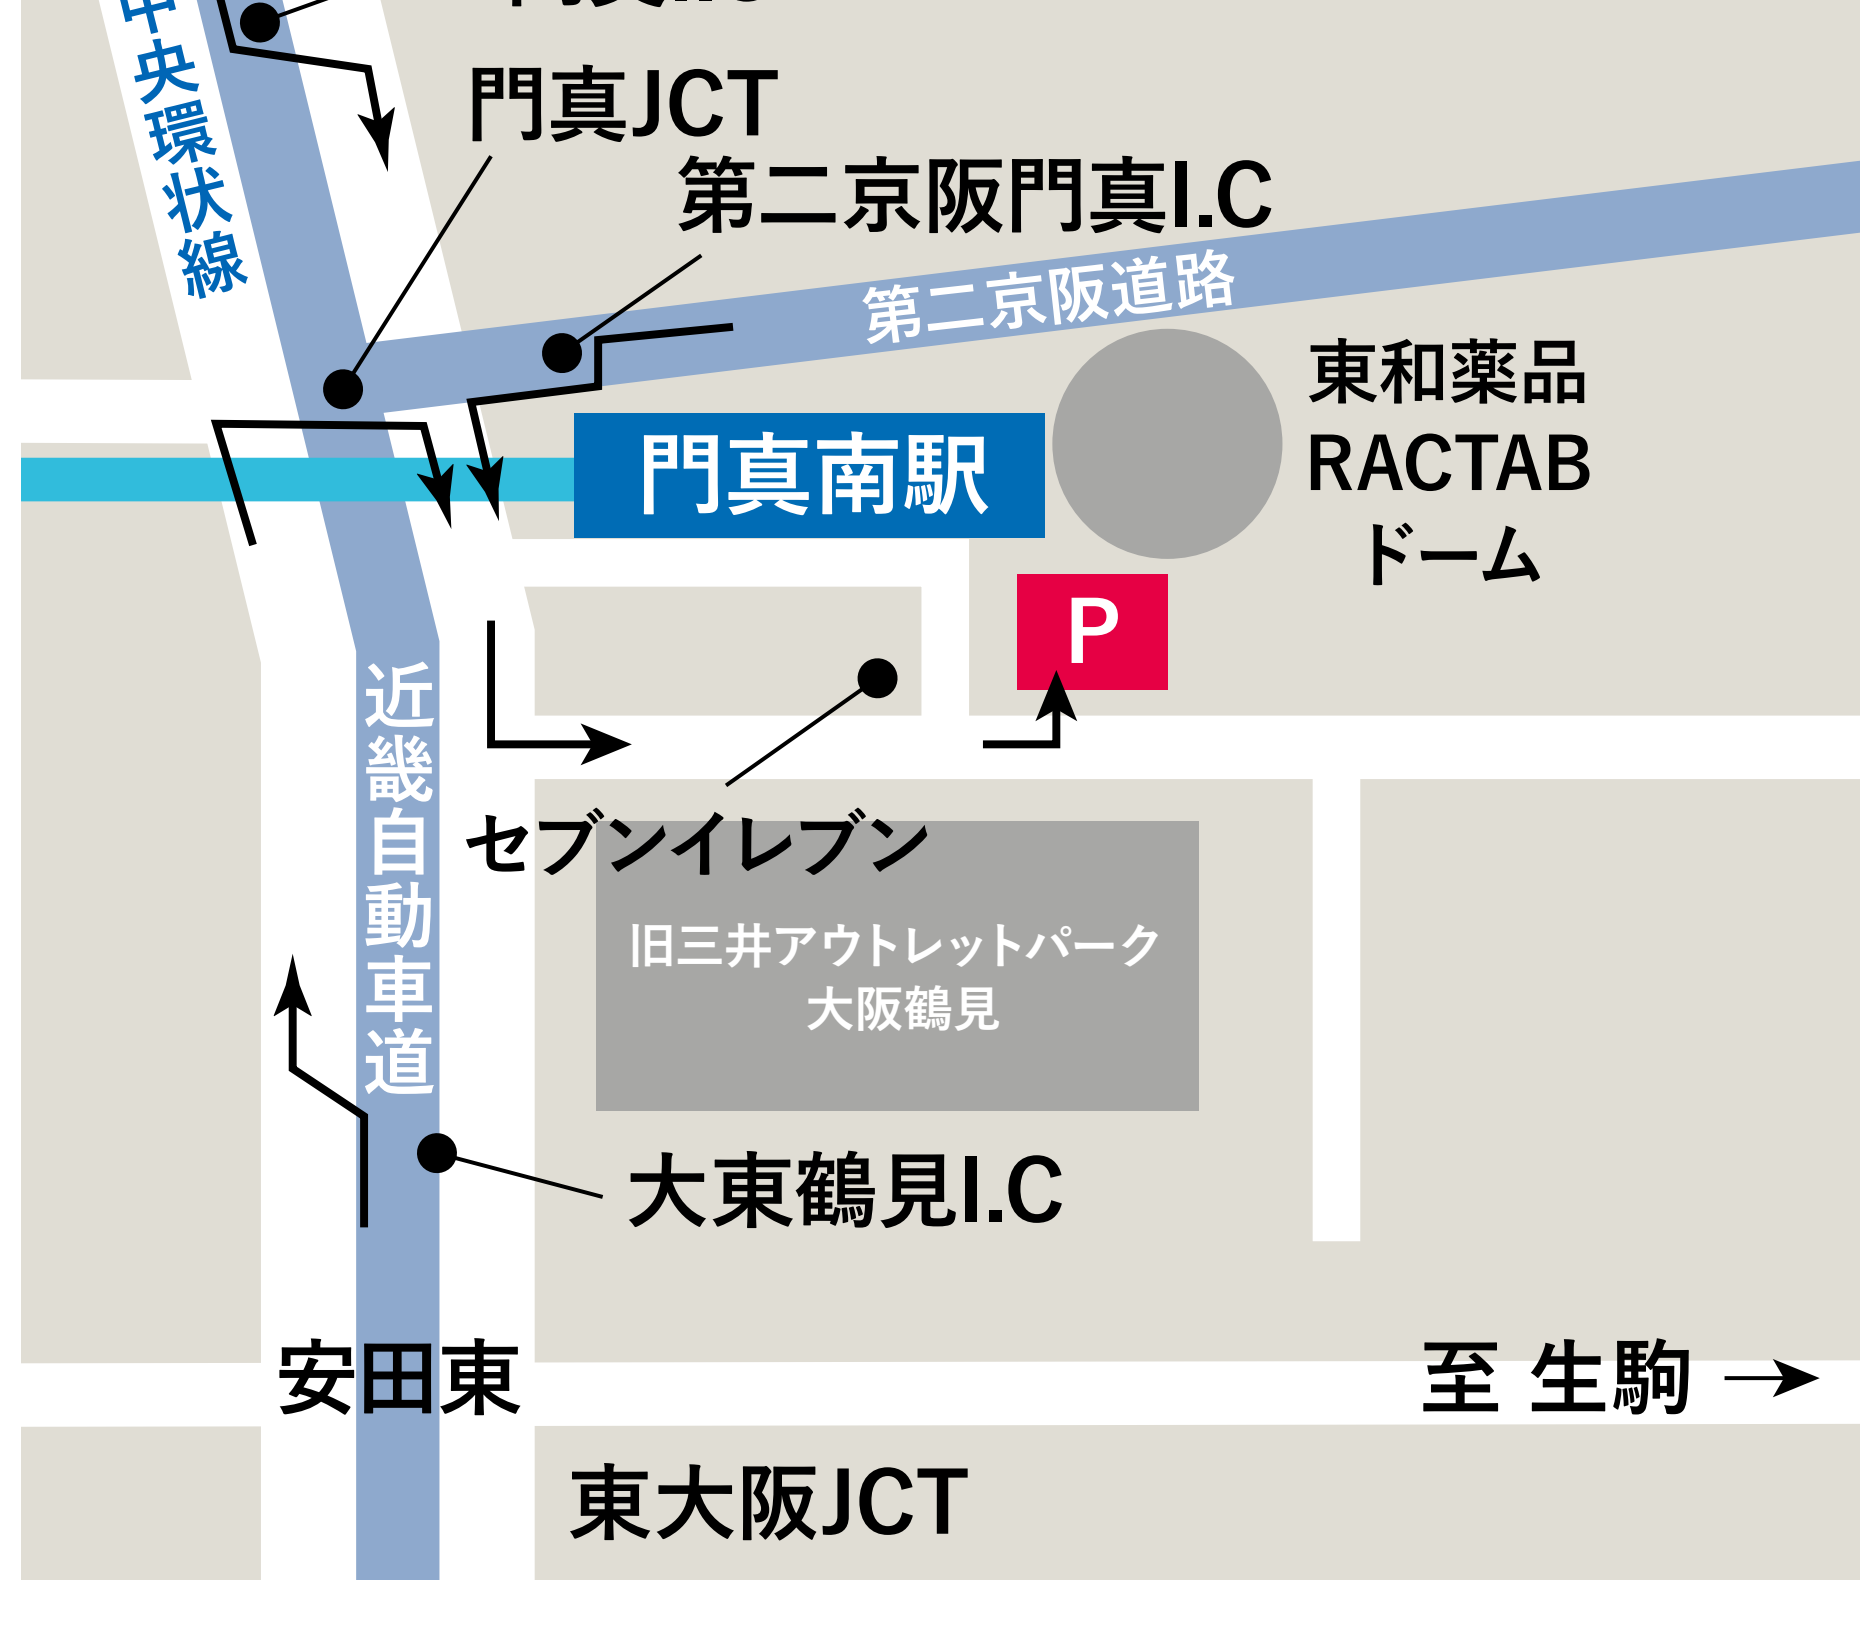 中央環状線
門真JCT
第二京阪門真I.C
第二京阪道路
東和薬品
RACTAB
ドーム
門真南駅
P
近畿自動車道
セブンイレブン
旧三井アウトレットパーク
大阪鶴見
大東鶴見I.C
安田東
至 生駒
東大阪JCT